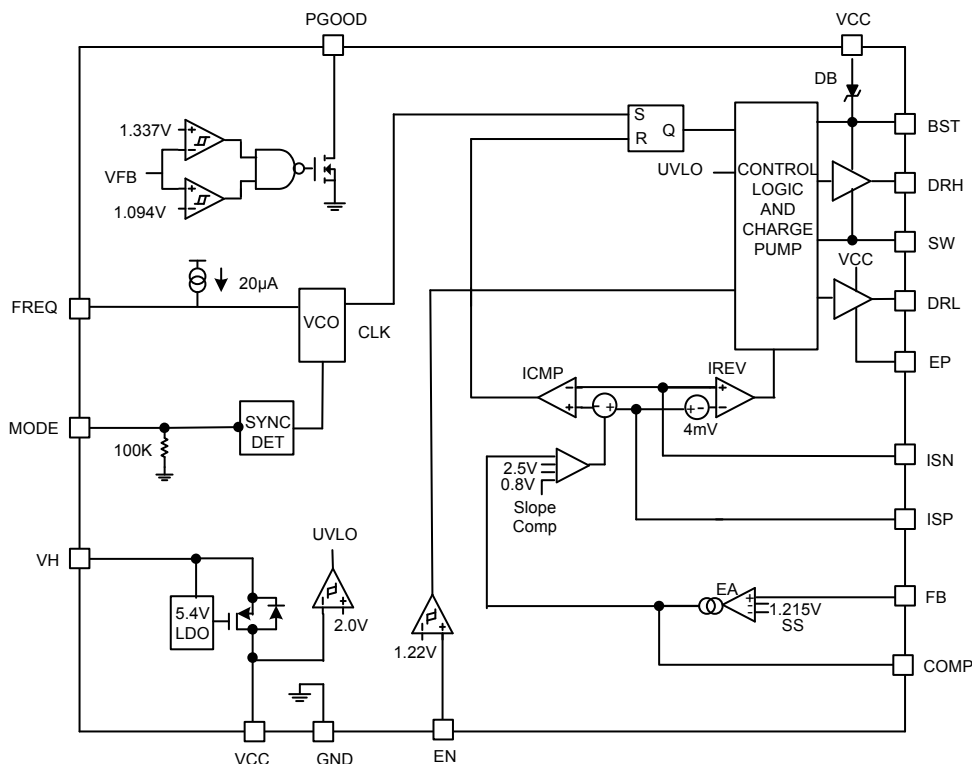 PGOOD
VCC
DB
1.337V
S
Q
R
BST
VFB
UVLO
CONTROL
LOGIC
AND
CHARGE
PUMP
DRH
1.094V
SW
20µA
VCC
FREQ
VCO
CLK
DRL
EP
ICMP
IREV
MODE
SYNC
DET
4mV
100K
ISN
2.5V
0.8V
Slope
Comp
ISP
UVLO
VH
5.4V
LDO
2.0V
EA
FB
1.215V
SS
1.22V
COMP
VCC
GND
EN